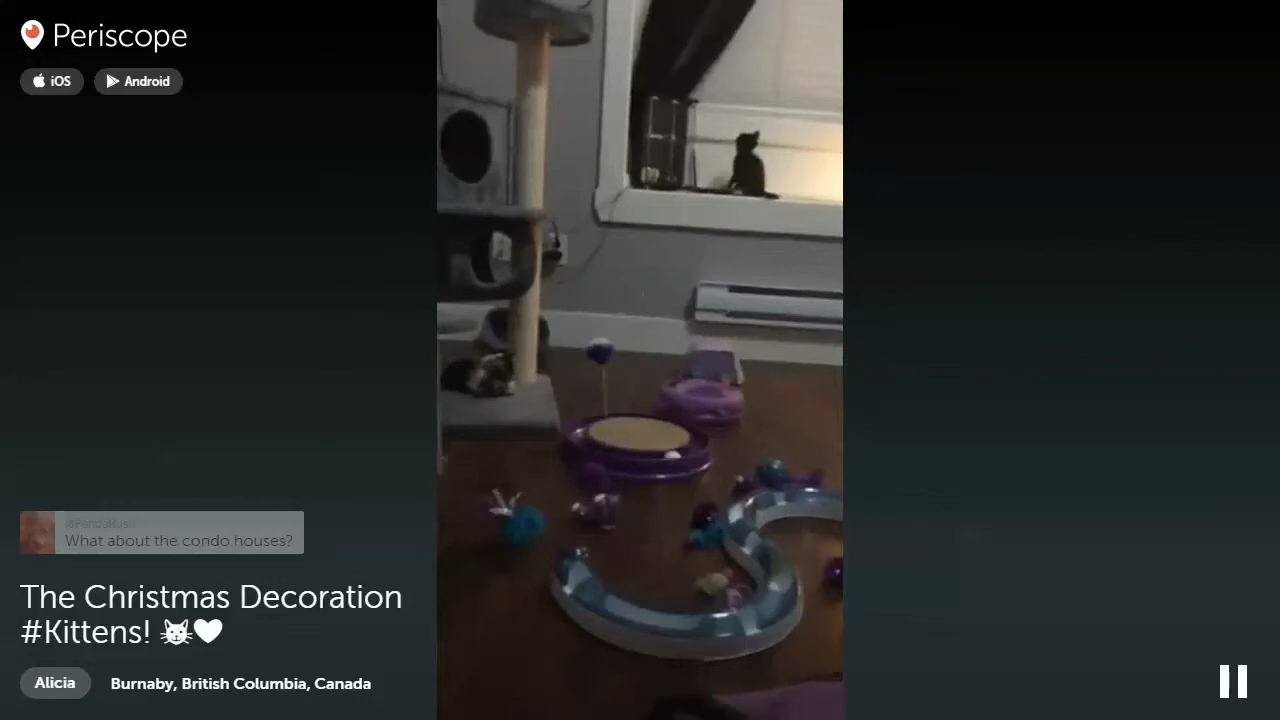 Periscope
iOS
Android
What about the condo houses?
The Christmas Decoration
#Kittens! 🐱🤍
Alicia
Burnaby, British Columbia, Canada